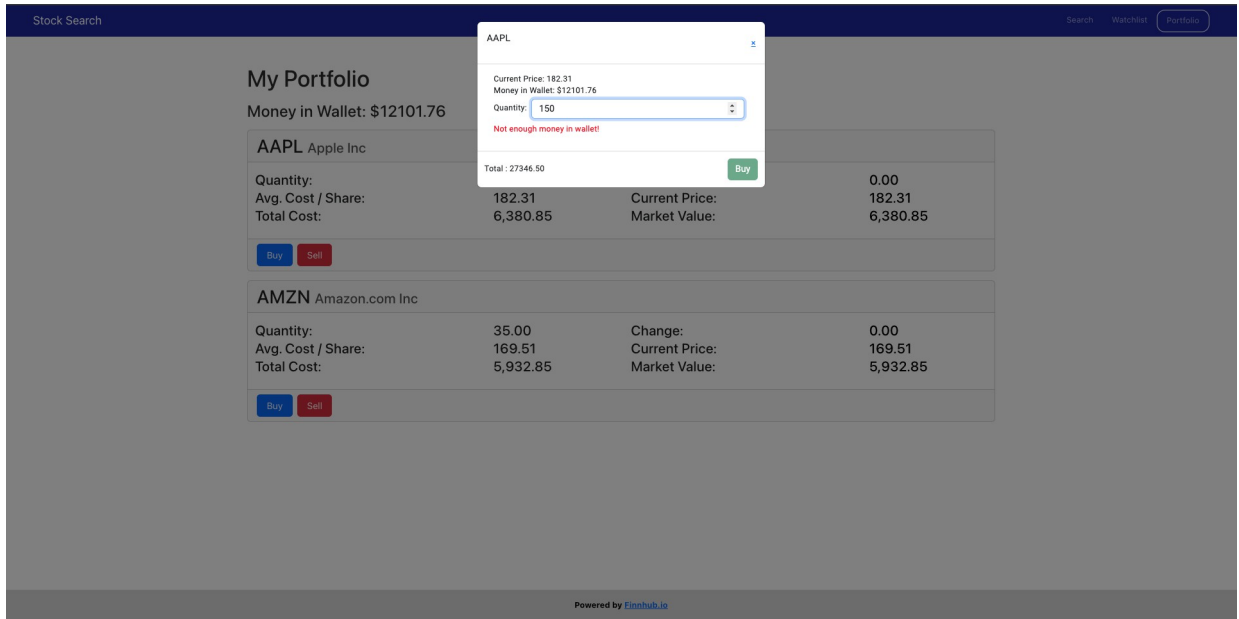 Stock Search
Search Watchlist Portfolio
AAPL
×
Current Price: 182.31
Money in Wallet: $12101.76
Quantity: 150
Not enough money in wallet!
Total : 27346.50
Buy
My Portfolio
Money in Wallet: $12101.76
AAPL Apple Inc
Quantity: 0.00
Avg. Cost / Share: 182.31 Current Price: 182.31
Total Cost: 6,380.85 Market Value: 6,380.85
Buy Sell
AMZN Amazon.com Inc
Quantity: 35.00 Change: 0.00
Avg. Cost / Share: 169.51 Current Price: 169.51
Total Cost: 5,932.85 Market Value: 5,932.85
Buy Sell
Powered by Finnhub.io